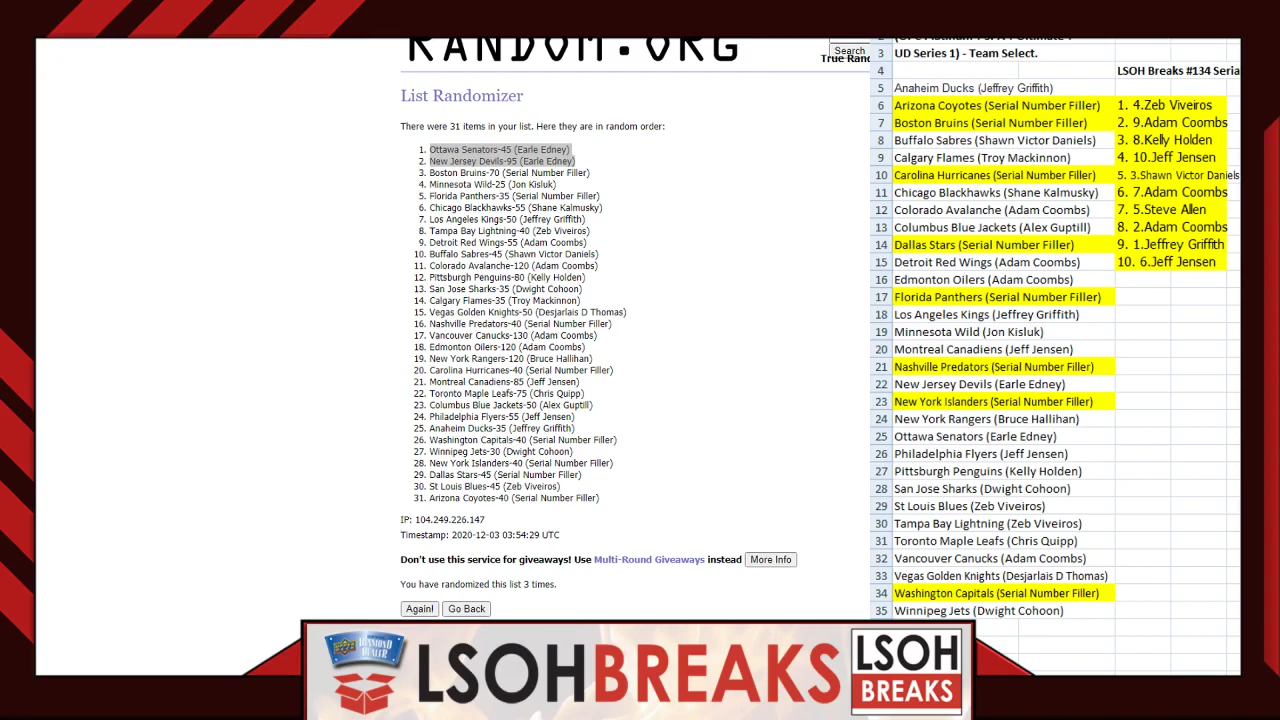 RANDOM.ORG
Search
True Rand
List Randomizer
There were 31 items in your list. Here they are in random order:
1. Ottawa Senators-45 (Earle Edney)
2. New Jersey Devils-95 (Earle Edney)
3. Boston Bruins-70 (Serial Number Filler)
4. Minnesota Wild-25 (Jon Kisluk)
5. Florida Panthers-35 (Serial Number Filler)
6. Chicago Blackhawks-55 (Shane Kalmusky)
7. Los Angeles Kings-50 (Jeffrey Griffith)
8. Tampa Bay Lightning-40 (Zeb Viveiros)
9. Detroit Red Wings-55 (Adam Coombs)
10. Buffalo Sabres-45 (Shawn Victor Daniels)
11. Colorado Avalanche-120 (Adam Coombs)
12. Pittsburgh Penguins-80 (Kelly Holden)
13. San Jose Sharks-35 (Dwight Cohoon)
14. Calgary Flames-35 (Troy Mackinnon)
15. Vegas Golden Knights-50 (Desjarlais D Thomas)
16. Nashville Predators-40 (Serial Number Filler)
17. Vancouver Canucks-130 (Adam Coombs)
18. Edmonton Oilers-120 (Adam Coombs)
19. New York Rangers-120 (Bruce Hallihan)
20. Carolina Hurricanes-40 (Serial Number Filler)
21. Montreal Canadiens-85 (Jeff Jensen)
22. Toronto Maple Leafs-75 (Chris Quipp)
23. Columbus Blue Jackets-50 (Alex Guptill)
24. Philadelphia Flyers-55 (Jeff Jensen)
25. Anaheim Ducks-35 (Jeffrey Griffith)
26. Washington Capitals-40 (Serial Number Filler)
27. Winnipeg Jets-30 (Dwight Cohoon)
28. New York Islanders-40 (Serial Number Filler)
29. Dallas Stars-45 (Serial Number Filler)
30. St Louis Blues-45 (Zeb Viveiros)
31. Arizona Coyotes-40 (Serial Number Filler)
IP: 104.249.226.147
Timestamp: 2020-12-03 03:54:29 UTC
Don't use this service for giveaways! Use Multi-Round Giveaways instead More Info
You have randomized this list 3 times.
Again! Go Back
3 UD Series 1) - Team Select.
4 LSOH Breaks #134 Seria
5 Anaheim Ducks (Jeffrey Griffith)
6 Arizona Coyotes (Serial Number Filler) 1. 4.Zeb Viveiros
7 Boston Bruins (Serial Number Filler) 2. 9.Adam Coombs
8 Buffalo Sabres (Shawn Victor Daniels) 3. 8.Kelly Holden
9 Calgary Flames (Troy Mackinnon) 4. 10.Jeff Jensen
10 Carolina Hurricanes (Serial Number Filler) 5. 3.Shawn Victor Daniels
11 Chicago Blackhawks (Shane Kalmusky) 6. 7.Adam Coombs
12 Colorado Avalanche (Adam Coombs) 7. 5.Steve Allen
13 Columbus Blue Jackets (Alex Guptill) 8. 2.Adam Coombs
14 Dallas Stars (Serial Number Filler) 9. 1.Jeffrey Griffith
15 Detroit Red Wings (Adam Coombs) 10. 6.Jeff Jensen
16 Edmonton Oilers (Adam Coombs)
17 Florida Panthers (Serial Number Filler)
18 Los Angeles Kings (Jeffrey Griffith)
19 Minnesota Wild (Jon Kisluk)
20 Montreal Canadiens (Jeff Jensen)
21 Nashville Predators (Serial Number Filler)
22 New Jersey Devils (Earle Edney)
23 New York Islanders (Serial Number Filler)
24 New York Rangers (Bruce Hallihan)
25 Ottawa Senators (Earle Edney)
26 Philadelphia Flyers (Jeff Jensen)
27 Pittsburgh Penguins (Kelly Holden)
28 San Jose Sharks (Dwight Cohoon)
29 St Louis Blues (Zeb Viveiros)
30 Tampa Bay Lightning (Zeb Viveiros)
31 Toronto Maple Leafs (Chris Quipp)
32 Vancouver Canucks (Adam Coombs)
33 Vegas Golden Knights (Desjarlais D Thomas)
34 Washington Capitals (Serial Number Filler)
35 Winnipeg Jets (Dwight Cohoon)
UPPER DECK DIAMOND DEALER
LSOHBREAKS
LSOH
BREAKS